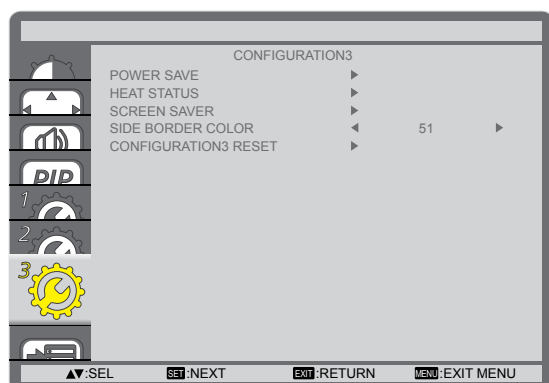 CONFIGURATION3
POWER SAVE
HEAT STATUS
SCREEN SAVER
SIDE BORDER COLOR 51
CONFIGURATION3 RESET
PIP
1
2
3
▲▼:SEL SET:NEXT EXIT:RETURN MENU:EXIT MENU